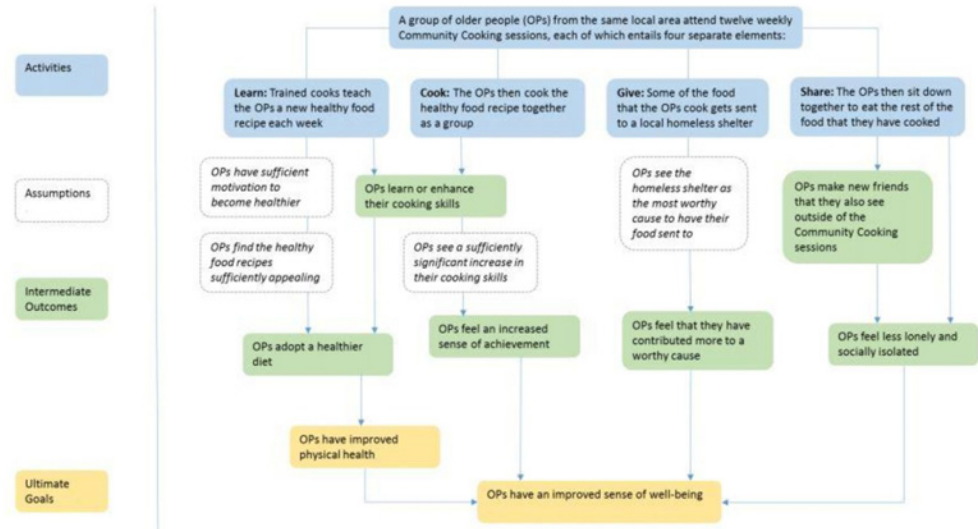 A group of older people (OPs) from the same local area attend twelve weekly
Community Cooking sessions, each of which entails four separate elements:
Activities
Learn: Trained cooks teach
the OPs a new healthy food
recipe each week
Cook: The OPs then cook the
healthy food recipe together
as a group
Give: Some of the food
that the OPs cook gets sent
to a local homeless shelter
Share: The OPs then sit down
together to eat the rest of the
food that they have cooked
Assumptions
OPs have sufficient
motivation to
become healthier
OPs learn or enhance
their cooking skills
OPs see the
homeless shelter as
the most worthy
cause to have their
food sent to
OPs make new friends
that they also see
outside of the
Community Cooking
sessions
OPs find the healthy
food recipes
sufficiently appealing
OPs see a sufficiently
significant increase in
their cooking skills
Intermediate
Outcomes
OPs adopt a healthier
diet
OPs feel an increased
sense of achievement
OPs feel that they have
contributed more to a
worthy cause
OPs feel less lonely and
socially isolated
OPs have improved
physical health
Ultimate
Goals
OPs have an improved sense of well-being